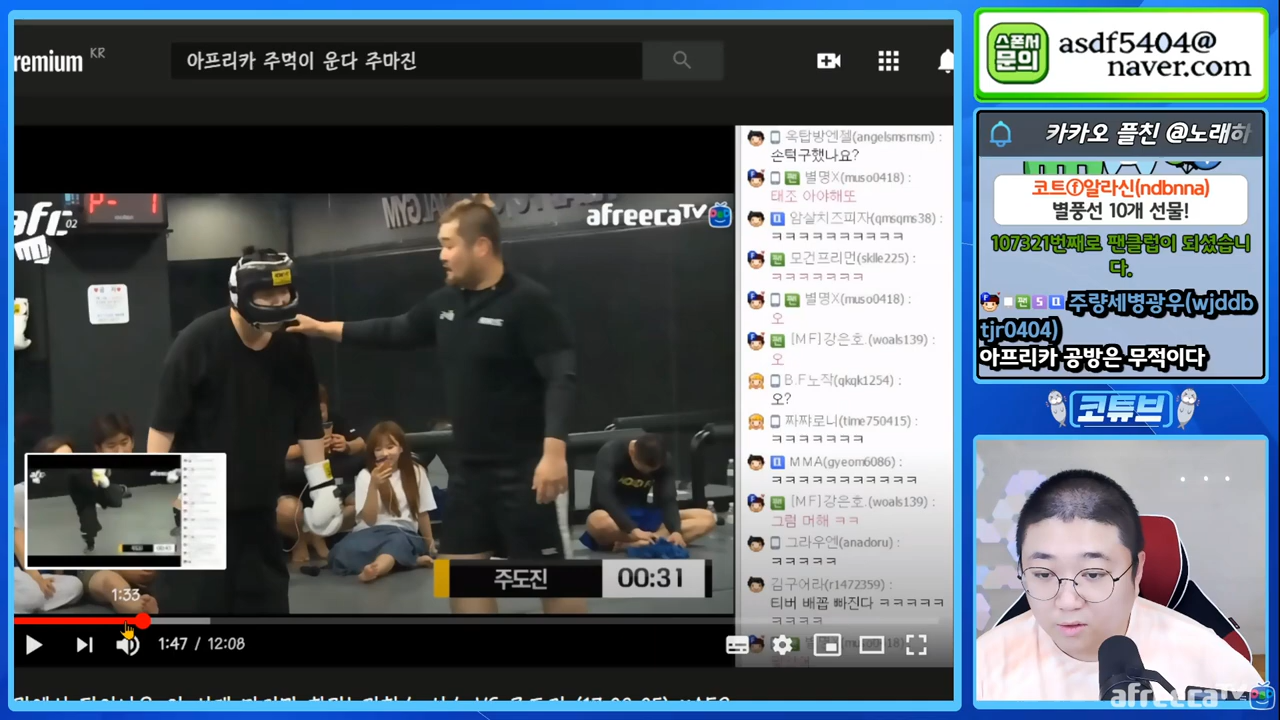 remium KR
아프리카 주먹이 운다 주마진
afreecaTV
02
P-1
주도진
00:31
1:33
1:47 / 12:08
옥탑방엔젤(angelsmsmsm) :
손턱구했나요?
별명X(muso0418) :
태조 아야해또
암살치즈피자(qmsqms38) :
ㅋㅋㅋㅋㅋㅋㅋㅋㅋㅋ
모건프리먼(sklle225) :
ㅋㅋㅋㅋㅋㅋㅋ
별명X(muso0418) :
오
[MF]강은호.(woals139) :
오
B.F노작(qkqk1254) :
오?
짜쨔로니(time750415) :
ㅋㅋㅋㅋㅋㅋㅋ
MMA(gyeom6086) :
ㅋㅋㅋㅋㅋㅋㅋㅋㅋㅋㅋ
[MF]강은호.(woals139) :
그럼 머해 ㅋㅋ
그라우엔(anadoru) :
ㅋㅋㅋㅋㅋ
김구어라(r1472359) :
티버 배꼽 빠진다 ㅋㅋㅋㅋㅋ
ㅋㅋㅋㅋ
스폰서
문의
asdf5404@
naver.com
카카오 플친 @노래하
코트ⓕ알라신(ndbnna)
별풍선 10개 선물!
107321번째로 팬클럽이 되셨습니
다.
팬 S 주량세병광우(wjddb
tjr0404)
아프리카 공방은 무적이다
코튜브
afreecaTV